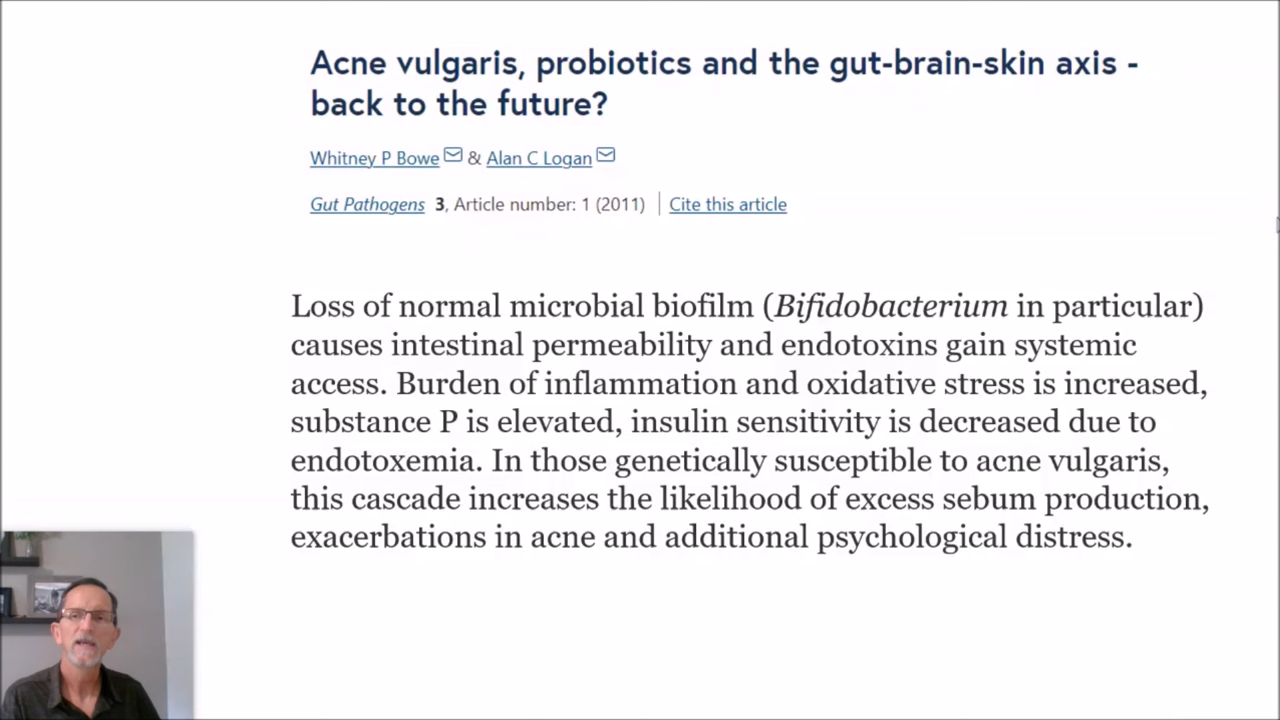 Acne vulgaris, probiotics and the gut-brain-skin axis -
back to the future?
Whitney P Bowe & Alan C Logan
Gut Pathogens 3, Article number: 1 (2011) | Cite this article
Loss of normal microbial biofilm (Bifidobacterium in particular)
causes intestinal permeability and endotoxins gain systemic
access. Burden of inflammation and oxidative stress is increased,
substance P is elevated, insulin sensitivity is decreased due to
endotoxemia. In those genetically susceptible to acne vulgaris,
this cascade increases the likelihood of excess sebum production,
exacerbations in acne and additional psychological distress.